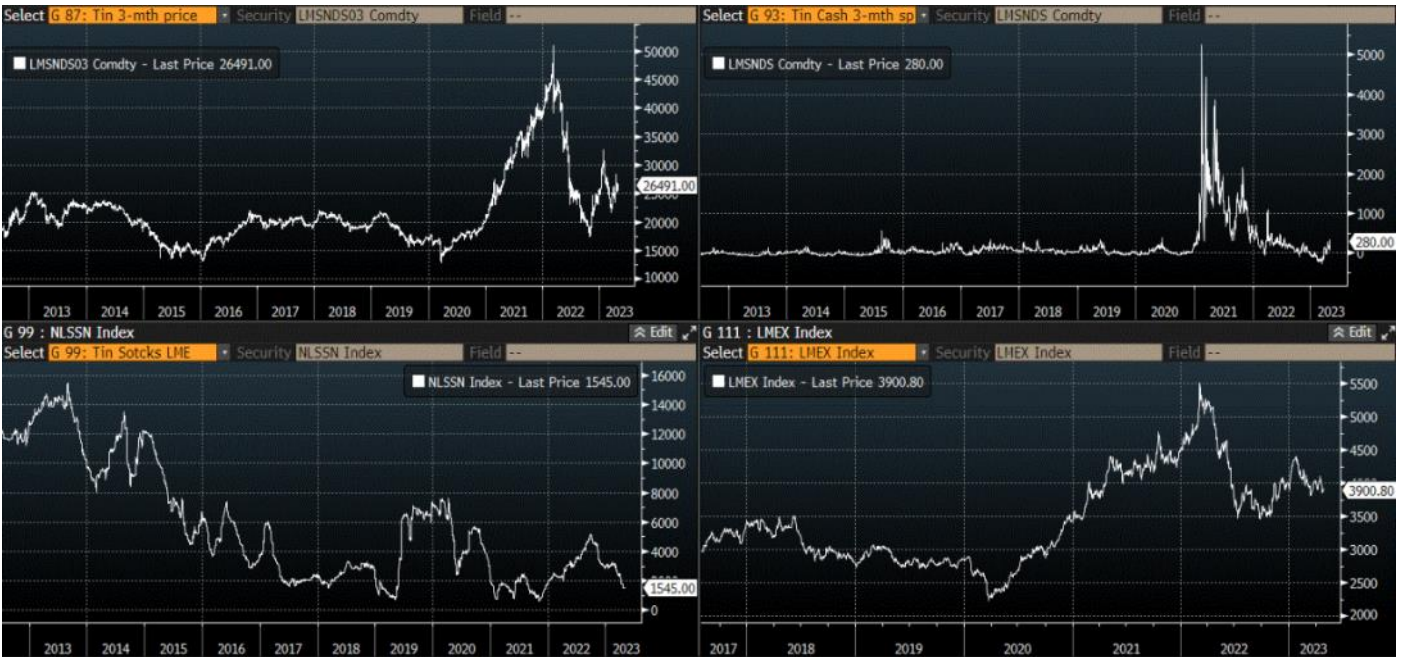 Select G 87: Tin 3-mth price Security LMSNDS03 Comdty Field --
LMSNDS03 Comdty - Last Price 26491.00
50000
45000
40000
35000
30000
26491.00
20000
15000
10000
2013 2014 2015 2016 2017 2018 2019 2020 2021 2022 2023
Select G 93: Tin Cash 3-mth sp Security LMSNDS Comdty Field --
LMSNDS Comdty - Last Price 280.00
5000
4000
3000
2000
1000
280.00
0
2013 2014 2015 2016 2017 2018 2019 2020 2021 2022 2023
G 99 : NLSSN Index Edit
Select G 99: Tin Sotcks LME Security NLSSN Index Field --
NLSSN Index - Last Price 1545.00
16000
14000
12000
10000
8000
6000
4000
1545.00
0
2013 2014 2015 2016 2017 2018 2019 2020 2021 2022 2023
G 111 : LMEX Index Edit
Select G 111: LMEX Index Security LMEX Index Field --
LMEX Index - Last Price 3900.80
5500
5000
4500
3900.80
3500
3000
2500
2000
2017 2018 2019 2020 2021 2022 2023